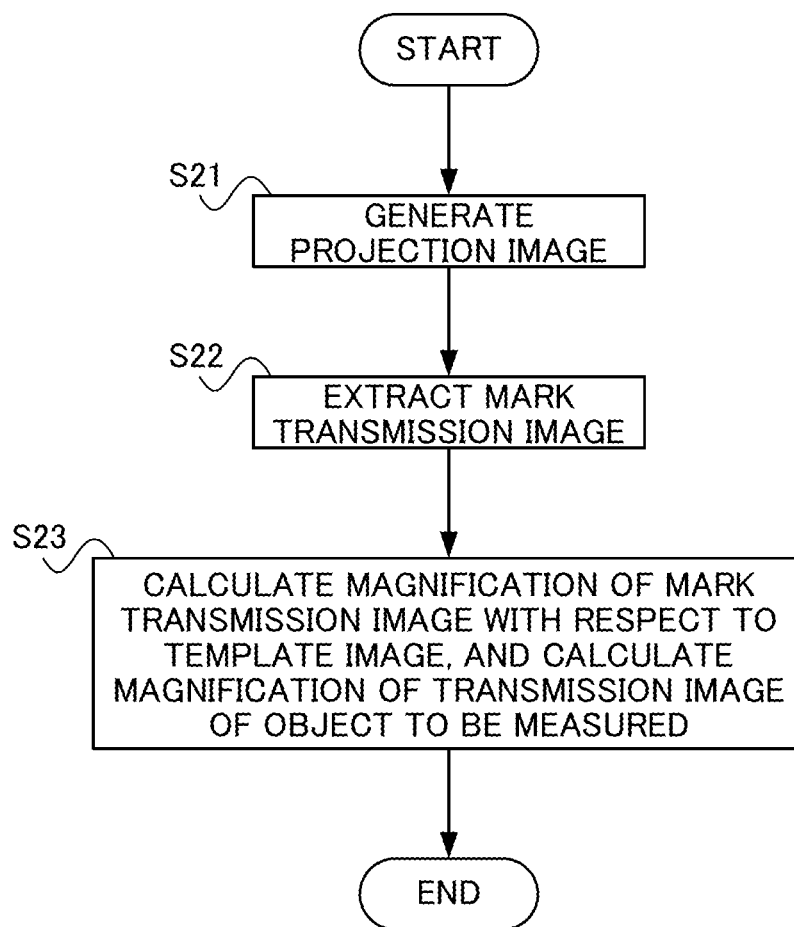 START
S21
GENERATE
PROJECTION IMAGE
S22
EXTRACT MARK
TRANSMISSION IMAGE
S23
CALCULATE MAGNIFICATION OF MARK
TRANSMISSION IMAGE WITH RESPECT TO
TEMPLATE IMAGE, AND CALCULATE
MAGNIFICATION OF TRANSMISSION IMAGE
OF OBJECT TO BE MEASURED
END